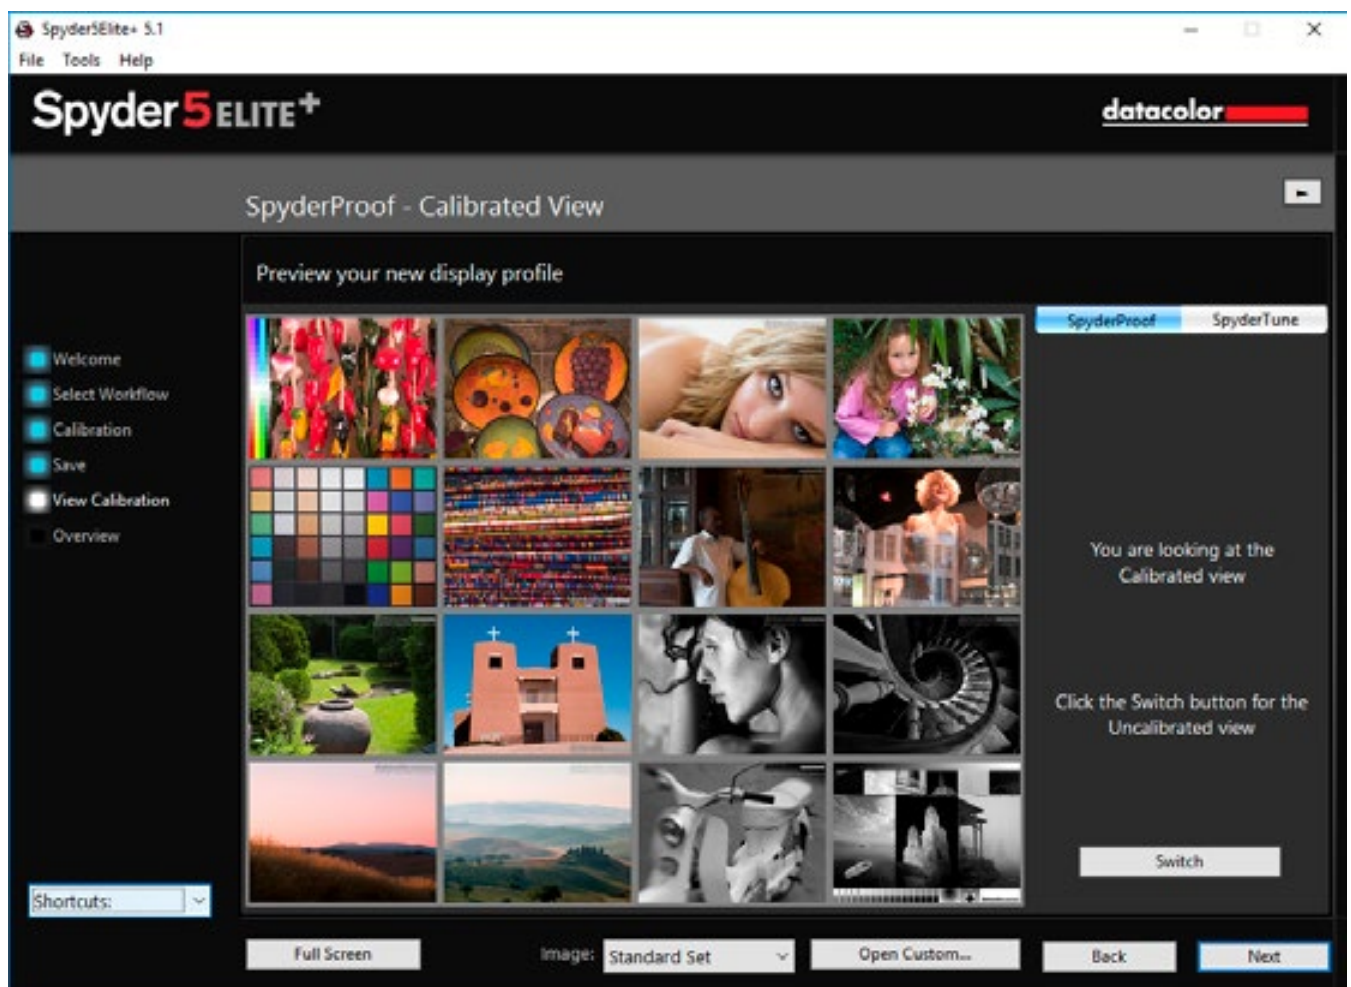 Spyder5Elite+ 5.1
File Tools Help
Spyder5ELITE+
datacolor
SpyderProof - Calibrated View
Preview your new display profile
SpyderProof SpyderTune
Welcome
Select Workflow
Calibration
Save
View Calibration
Overview
You are looking at the
Calibrated view
Click the Switch button for the
Uncalibrated view
Switch
Shortcuts:
Full Screen
Image:
Standard Set
Open Custom...
Back
Next